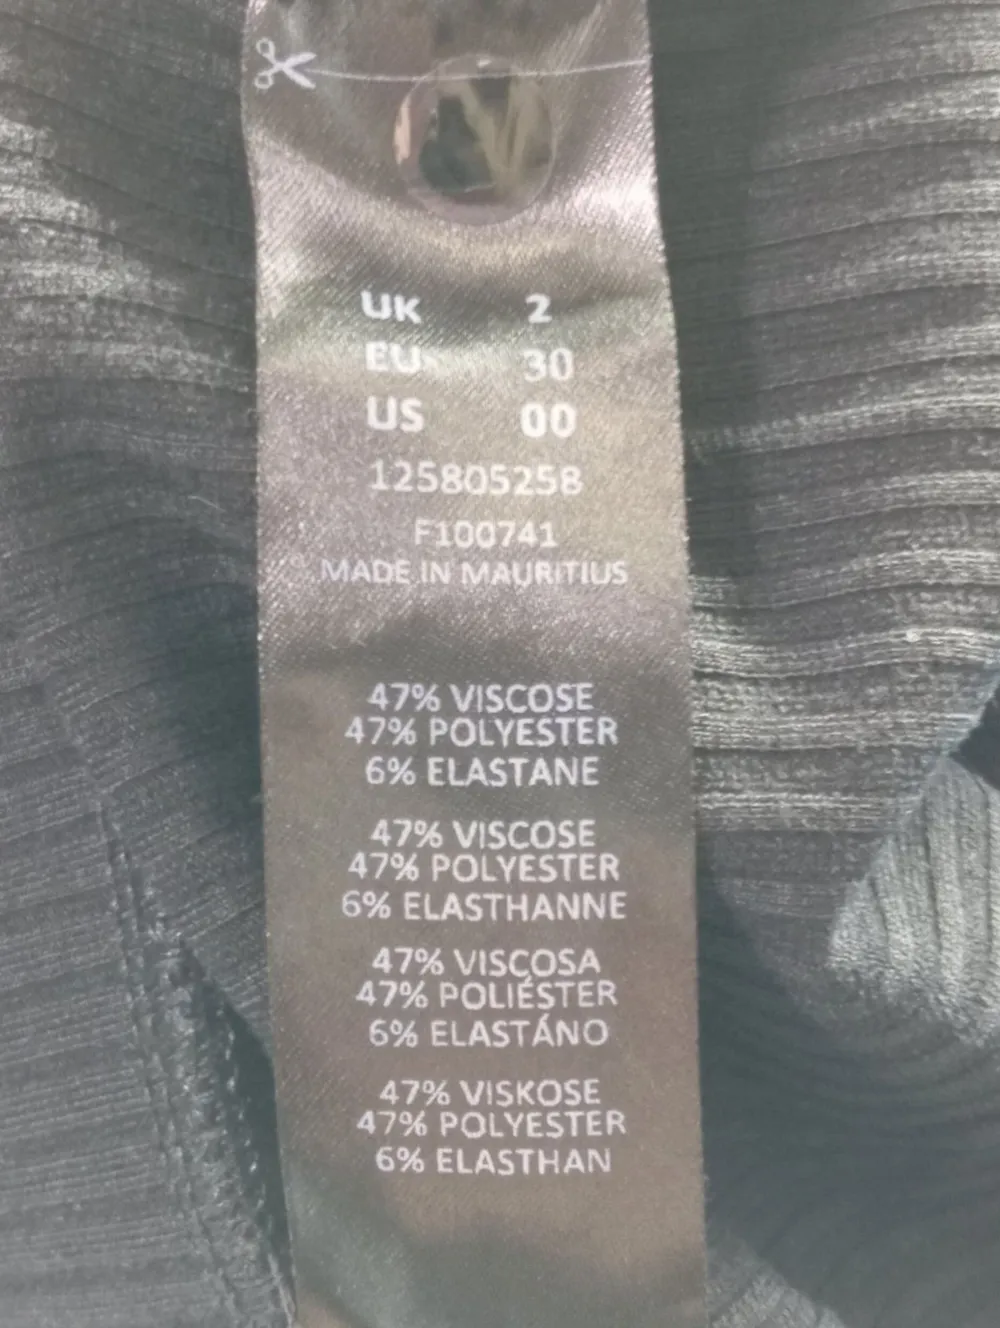 UK 2
EU 30
US 00
125805258
F100741
MADE IN MAURITIUS
47% VISCOSE
47% POLYESTER
6% ELASTANE
47% VISCOSE
47% POLYESTER
6% ELASTHANNE
47% VISCOSA
47% POLIÉSTER
6% ELASTÁNO
47% VISKOSE
47% POLYESTER
6% ELASTHAN